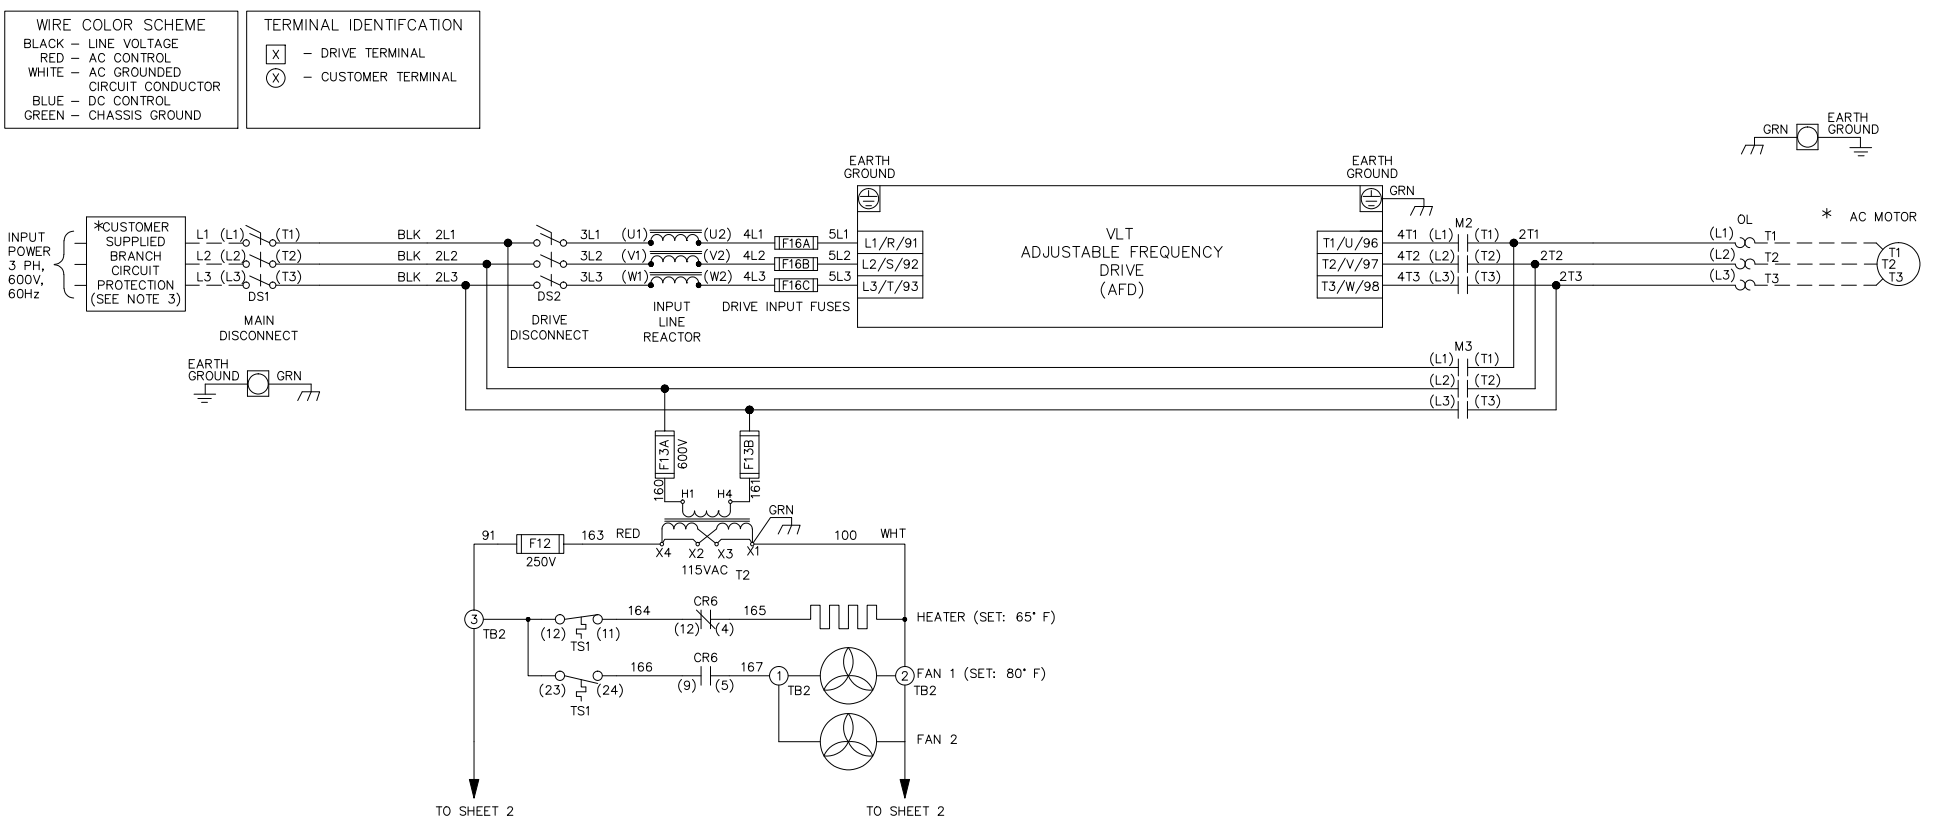 WIRE COLOR SCHEME
BLACK – LINE VOLTAGE
RED – AC CONTROL
WHITE – AC GROUNDED
CIRCUIT CONDUCTOR
BLUE – DC CONTROL
GREEN – CHASSIS GROUND
TERMINAL IDENTIFCATION
X – DRIVE TERMINAL
X – CUSTOMER TERMINAL
GRN
EARTH
GROUND
EARTH
GROUND
EARTH
GROUND
GRN
INPUT
POWER
3 PH,
600V,
60Hz
*CUSTOMER
SUPPLIED
BRANCH
CIRCUIT
PROTECTION
(SEE NOTE 3)
L1 (L1) (T1) BLK 2L1 3L1 (U1) (U2) 4L1 F16A 5L1 L1/R/91
L2 (L2) (T2) BLK 2L2 3L2 (V1) (V2) 4L2 F16B 5L2 L2/S/92
L3 (L3) (T3) BLK 2L3 3L3 (W1) (W2) 4L3 F16C 5L3 L3/T/93
DS1
MAIN
DISCONNECT
DS2
DRIVE
DISCONNECT
INPUT
LINE
REACTOR
DRIVE INPUT FUSES
VLT
ADJUSTABLE FREQUENCY
DRIVE
(AFD)
M2
T1/U/96 4T1 (L1) (T1) 2T1
T2/V/97 4T2 (L2) (T2) 2T2
T3/W/98 4T3 (L3) (T3) 2T3
OL
(L1) T1
(L2) T2
(L3) T3
* AC MOTOR
T1
T2
T3
M3
(L1) (T1)
(L2) (T2)
(L3) (T3)
EARTH
GROUND
GRN
F13A
600V
F13B
160
161
H1 H4
GRN
91 F12 163 RED
250V
X4 X2 X3 X1
100 WHT
115VAC T2
3
TB2
(12) (11)
TS1
164
CR6
(12) (4)
165
HEATER (SET: 65° F)
(23) (24)
TS1
166
CR6
(9) (5)
167
1
TB2
2
TB2
FAN 1 (SET: 80° F)
FAN 2
TO SHEET 2
TO SHEET 2